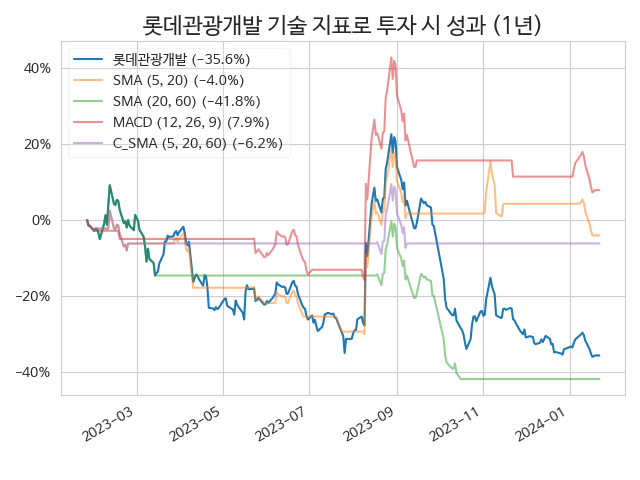 롯데관광개발 기술 지표로 투자 시 성과 (1년)
롯데관광개발 (−35.6%)
SMA (5, 20) (−4.0%)
SMA (20, 60) (−41.8%)
MACD (12, 26, 9) (7.9%)
C_SMA (5, 20, 60) (−6.2%)
40%
20%
0%
−20%
−40%
2023-03
2023-05
2023-07
2023-09
2023-11
2024-01